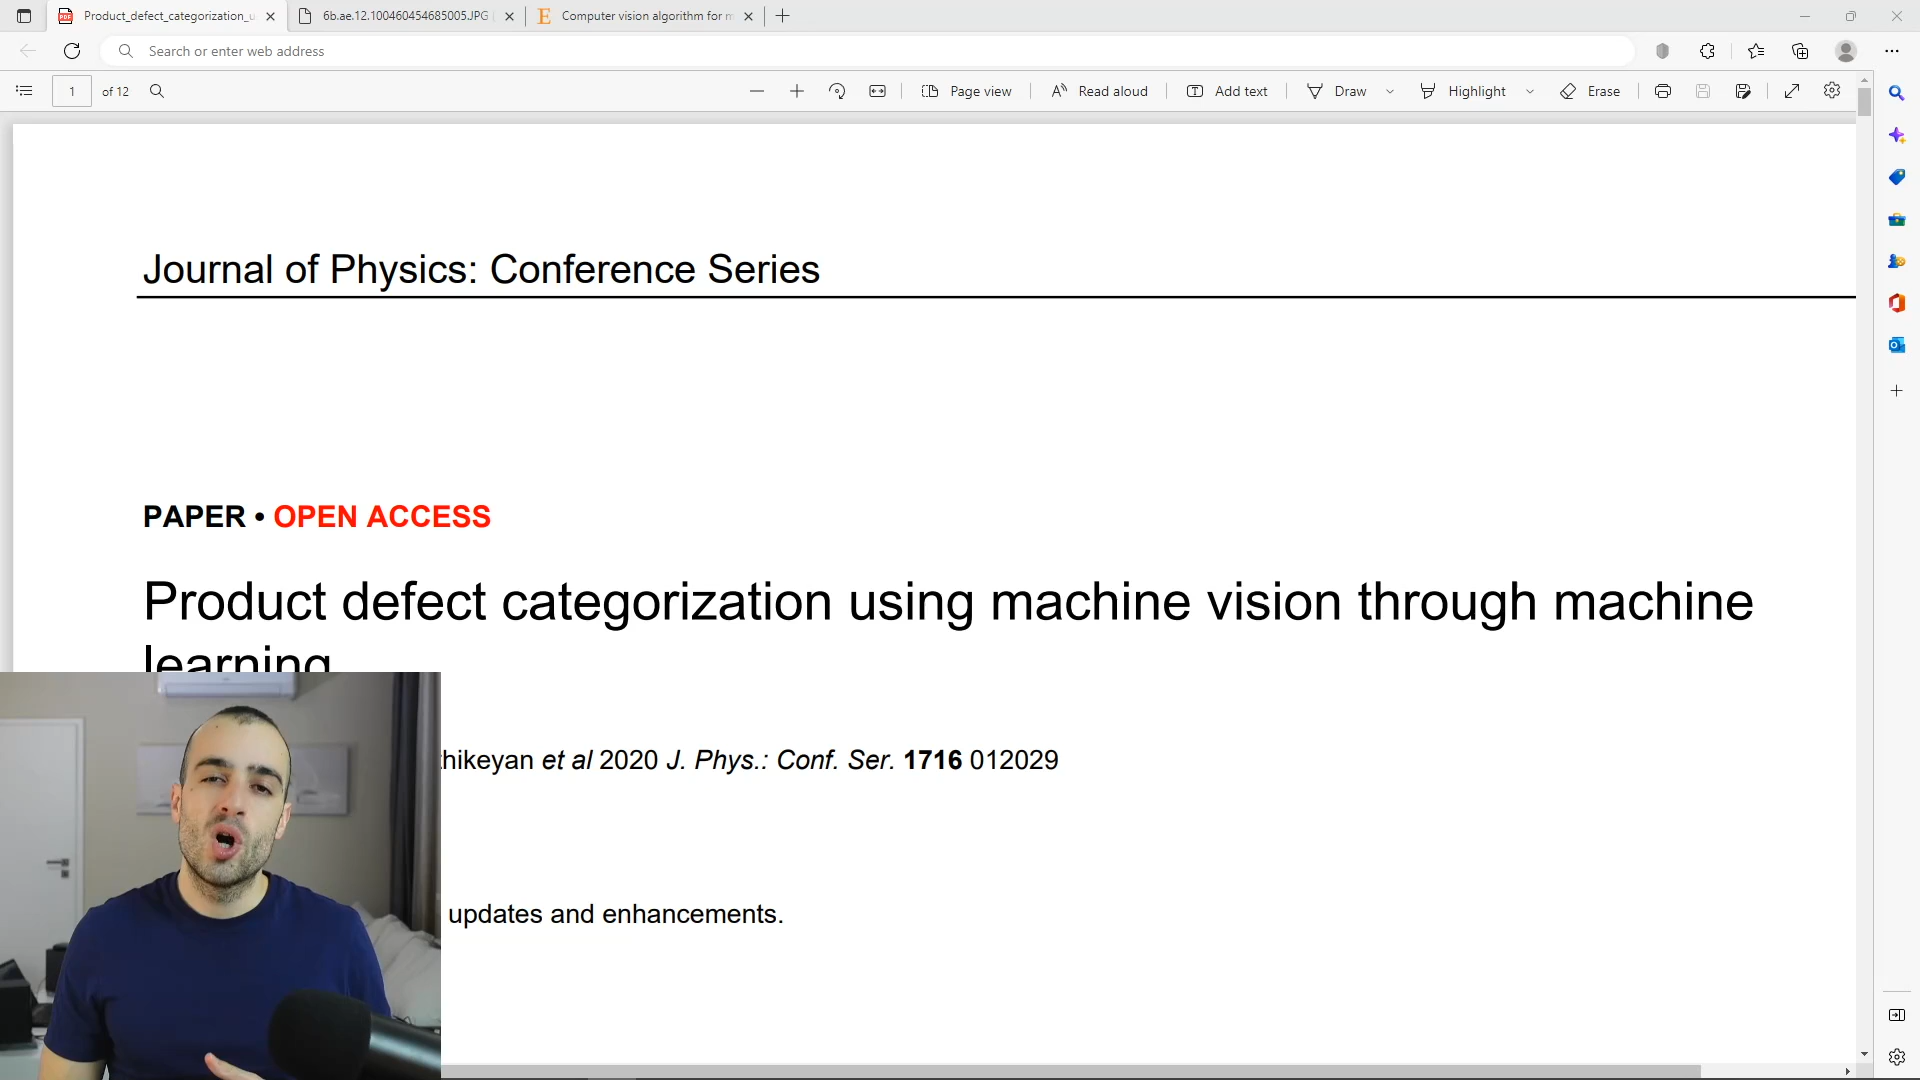 Product_defect_categorization_u
6b.ae.12.100460454685005.JPG
Computer vision algorithm for m
Search or enter web address
1 of 12
Page view
Read aloud
Add text
Draw
Highlight
Erase
Journal of Physics: Conference Series
PAPER • OPEN ACCESS
Product defect categorization using machine vision through machine
learning
et al 2020 J. Phys.: Conf. Ser. 1716 012029
updates and enhancements.